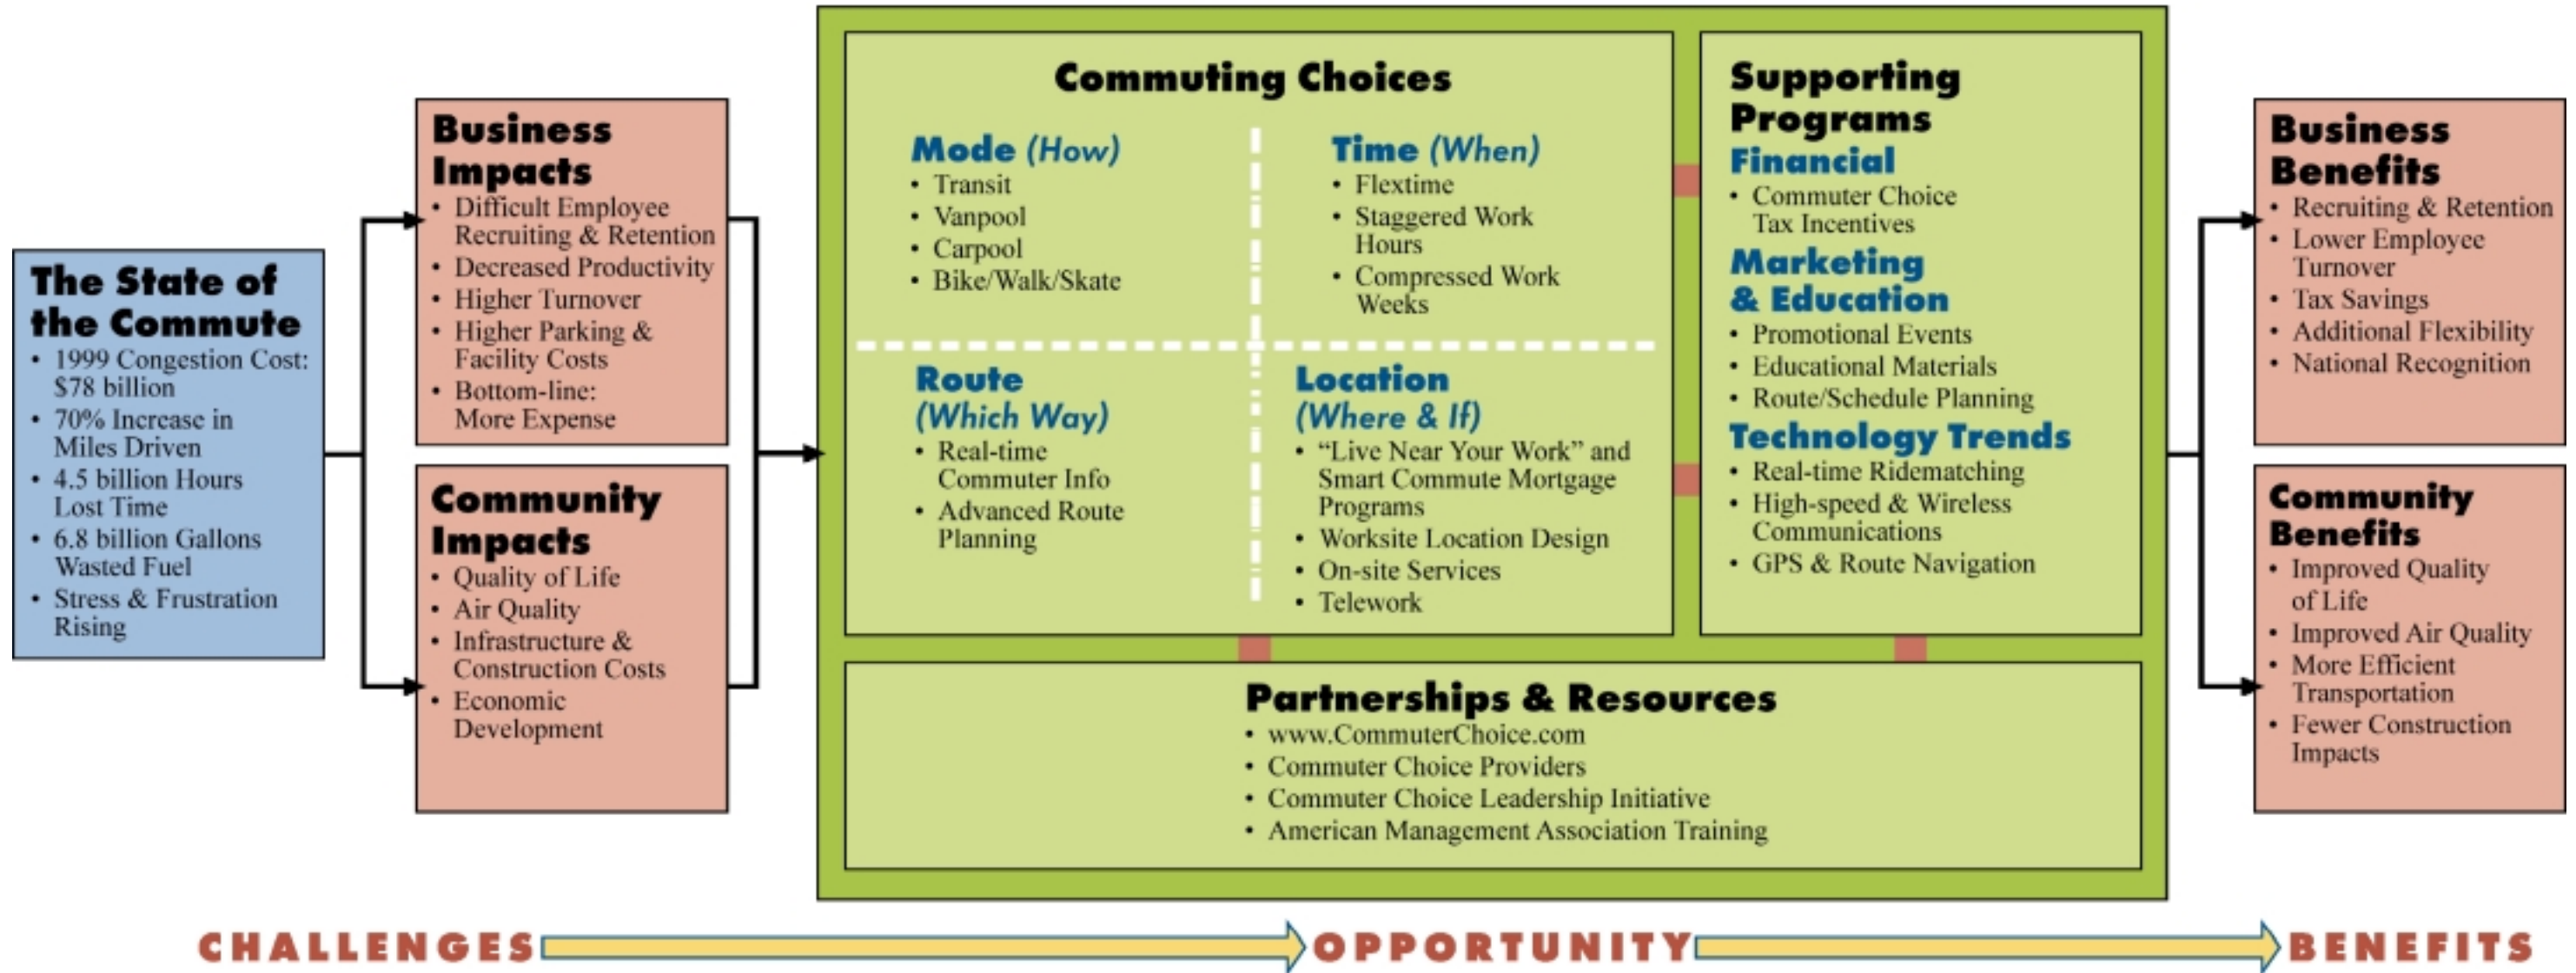 The State of
the Commute
• 1999 Congestion Cost:
$78 billion
• 70% Increase in
Miles Driven
• 4.5 billion Hours
Lost Time
• 6.8 billion Gallons
Wasted Fuel
• Stress & Frustration
Rising
Business
Impacts
• Difficult Employee
Recruiting & Retention
• Decreased Productivity
• Higher Turnover
• Higher Parking &
Facility Costs
• Bottom-line:
More Expense
Community
Impacts
• Quality of Life
• Air Quality
• Infrastructure &
Construction Costs
• Economic
Development
Commuting Choices
Mode (How)
• Transit
• Vanpool
• Carpool
• Bike/Walk/Skate
Time (When)
• Flextime
• Staggered Work
Hours
• Compressed Work
Weeks
Route
(Which Way)
• Real-time
Commuter Info
• Advanced Route
Planning
Location
(Where & If)
• “Live Near Your Work” and
Smart Commute Mortgage
Programs
• Worksite Location Design
• On-site Services
• Telework
Supporting
Programs
Financial
• Commuter Choice
Tax Incentives
Marketing
& Education
• Promotional Events
• Educational Materials
• Route/Schedule Planning
Technology Trends
• Real-time Ridematching
• High-speed & Wireless
Communications
• GPS & Route Navigation
Partnerships & Resources
• www.CommuterChoice.com
• Commuter Choice Providers
• Commuter Choice Leadership Initiative
• American Management Association Training
Business
Benefits
• Recruiting & Retention
• Lower Employee
Turnover
• Tax Savings
• Additional Flexibility
• National Recognition
Community
Benefits
• Improved Quality
of Life
• Improved Air Quality
• More Efficient
Transportation
• Fewer Construction
Impacts
CHALLENGES
OPPORTUNITY
BENEFITS